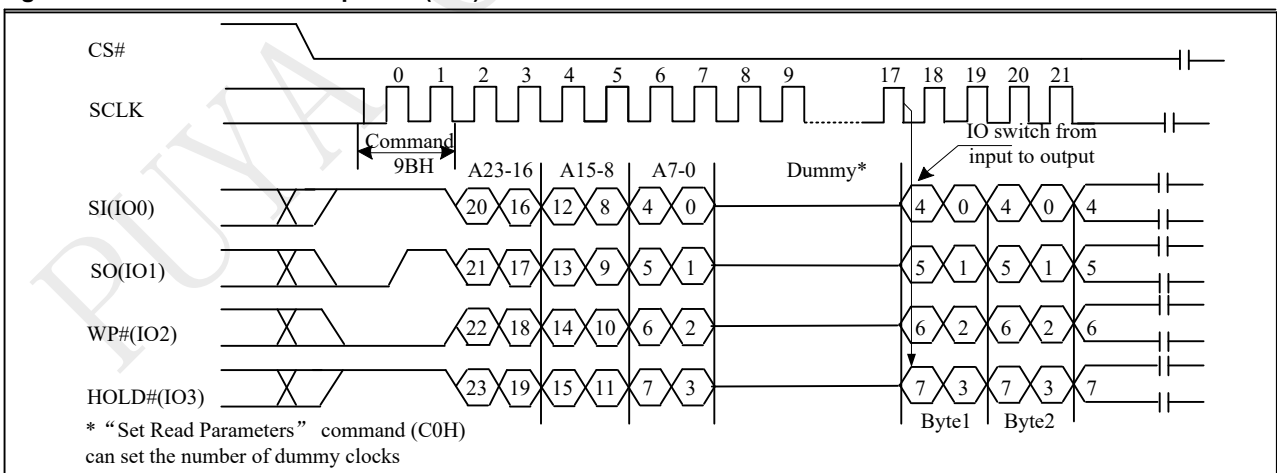 CS#
0 1 2 3 4 5 6 7 8 9 17 18 19 20 21
SCLK
IO switch from
input to output
Command
9BH
A23-16 A15-8 A7-0 Dummy*
SI(IO0) 20 16 12 8 4 0 4 0 4 0 4
SO(IO1) 21 17 13 9 5 1 5 1 5 1 5
WP#(IO2) 22 18 14 10 6 2 6 2 6 2 6
HOLD#(IO3) 23 19 15 11 7 3 7 3 7 3 7
Byte1 Byte2
* “Set Read Parameters” command (C0H)
can set the number of dummy clocks
PUYA